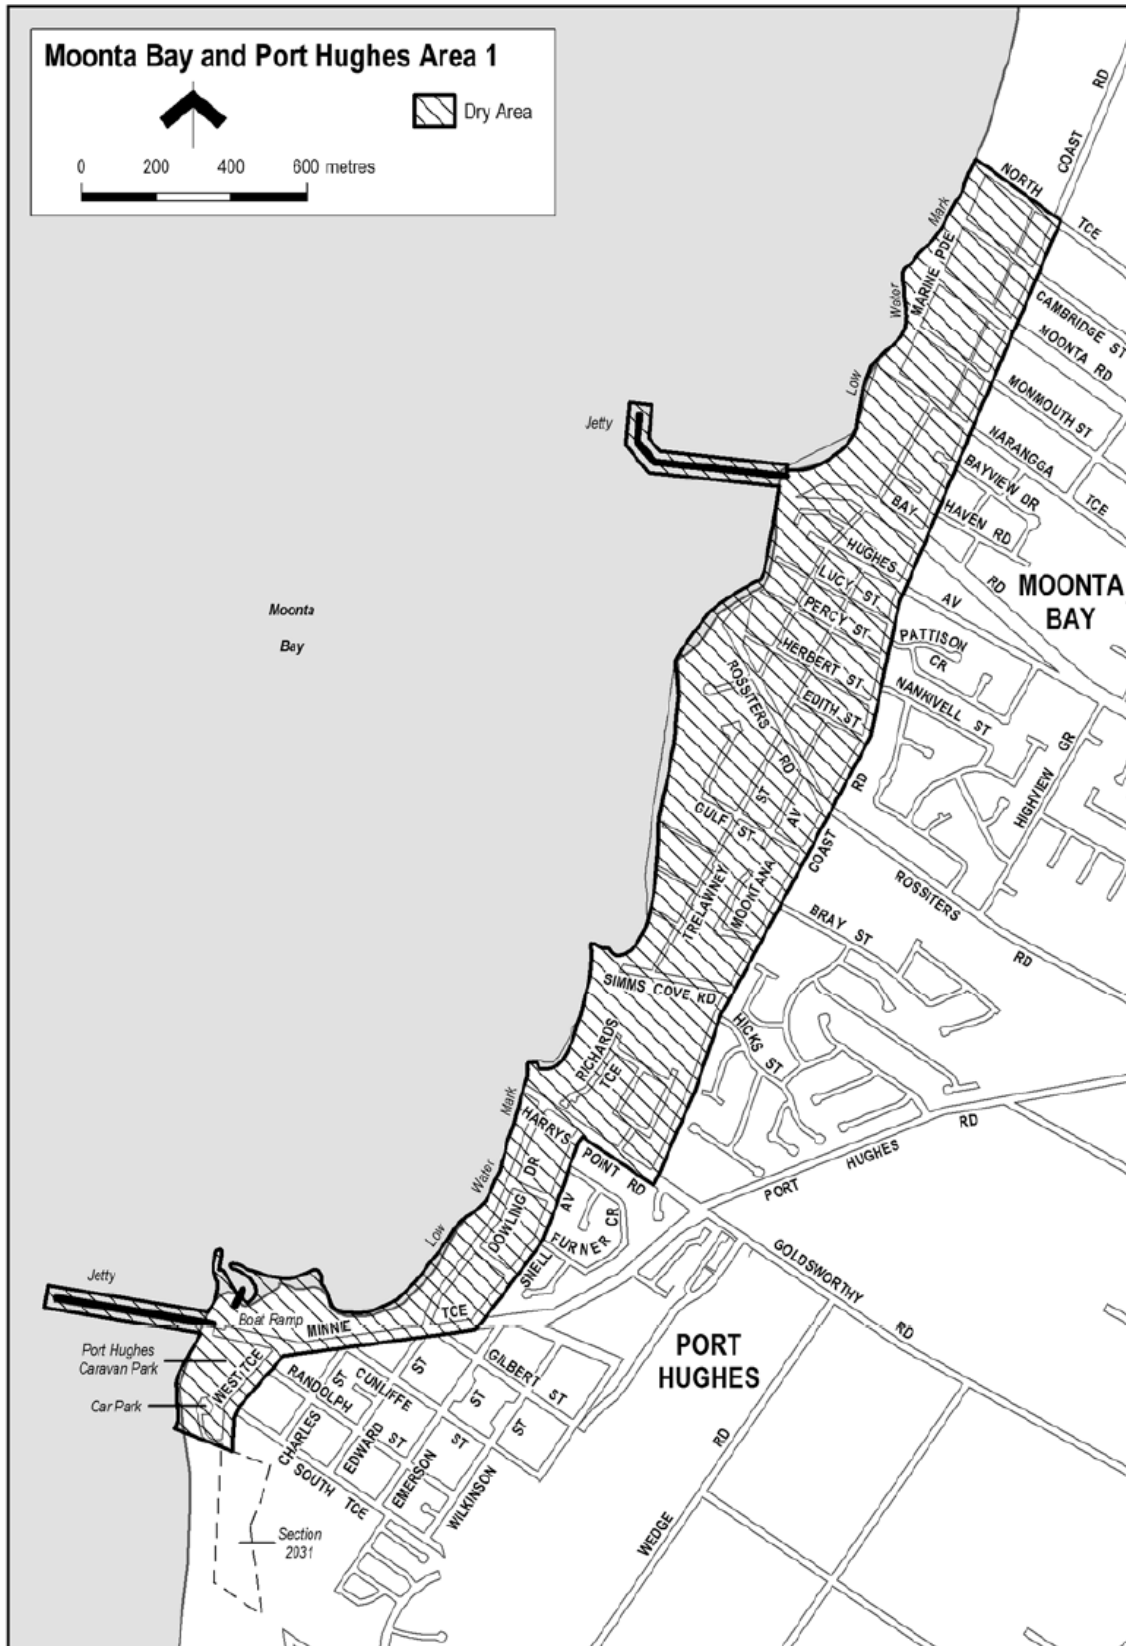 Moonta Bay and Port Hughes Area 1
Dry Area
0 200 400 600 metres
RD
COAST
NORTH
TCE
Mark
MARINE PDE
Water
CAMBRIDGE ST
MOONTA RD
Low
MONMOUTH ST
Jetty
NARANGGA
TCE
BAYVIEW DR
BAY
HAVEN RD
RD
HUGHES
AV
MOONTA
BAY
LUCY ST
PERCY ST
Moonta
Bay
PATTISON
CR
HERBERT ST
NANKIVELL ST
ROSSITERS
RD
EDITH ST
HIGHVIEW GR
RD
COAST
GULF ST
TRELAWNEY
ST
MOONTANA
AV
ROSSITERS
RD
BRAY ST
SIMMS COVE RD
HICKS ST
RICHARDS
TCE
Mark
HARRYS
POINT RD
PORT
HUGHES
RD
Water
DOWLING
DR
AV
SNELL
FURNER
CR
Low
GOLDSWORTHY
RD
Jetty
Boat Ramp
MINNIE
TCE
PORT
HUGHES
Port Hughes
Caravan Park
WEST TCE
Car Park
RANDOLPH
ST
CUNLIFFE
ST
GILBERT ST
CHARLES
ST
EDWARD
ST
EMERSON
ST
WILKINSON
ST
SOUTH TCE
WEDGE
RD
Section
2031